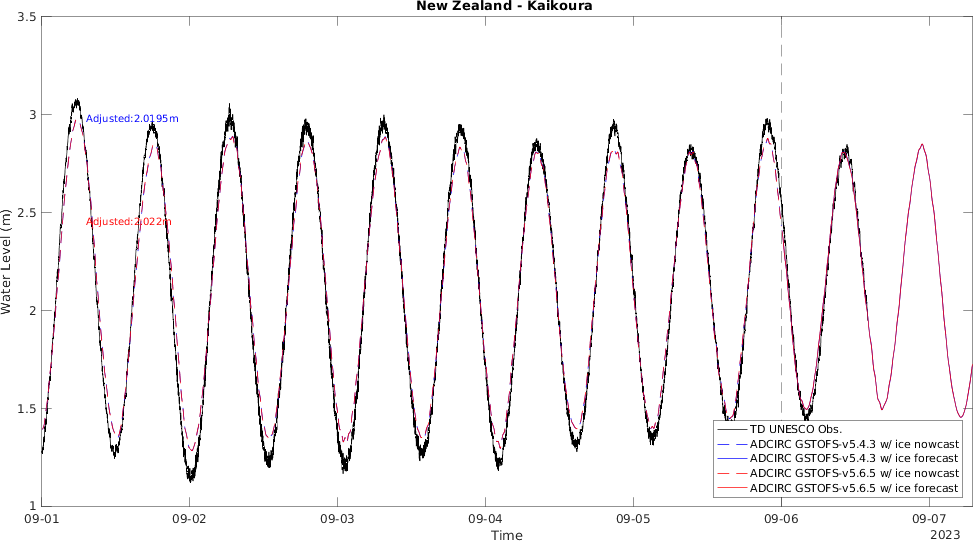 New Zealand - Kaikoura
3.5
3
2.5
2
1.5
1
Water Level (m)
Adjusted:2.0195m
Adjusted:2.022m
TD UNESCO Obs.
ADCIRC GSTOFS-v5.4.3 w/ ice nowcast
ADCIRC GSTOFS-v5.4.3 w/ ice forecast
ADCIRC GSTOFS-v5.6.5 w/ ice nowcast
ADCIRC GSTOFS-v5.6.5 w/ ice forecast
09-01 09-02 09-03 09-04 09-05 09-06 09-07
Time
2023